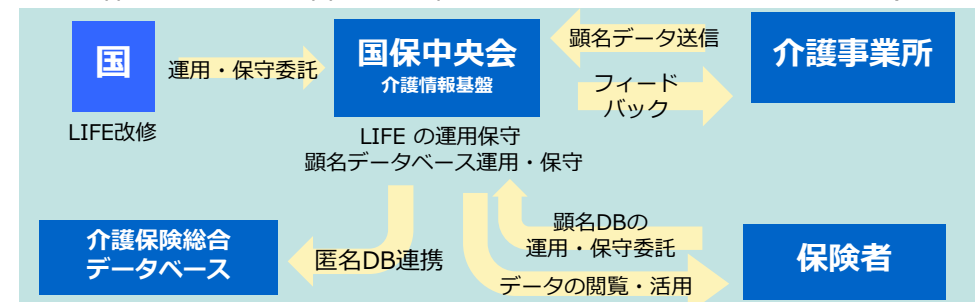 国
LIFE改修
運用・保守委託
国保中央会
介護情報基盤
LIFE の運用保守
顕名データベース運用・保守
顕名データ送信
フィード
バック
介護事業所
介護保険総合
データベース
匿名DB連携
顕名DBの
運用・保守委託
データの閲覧・活用
保険者